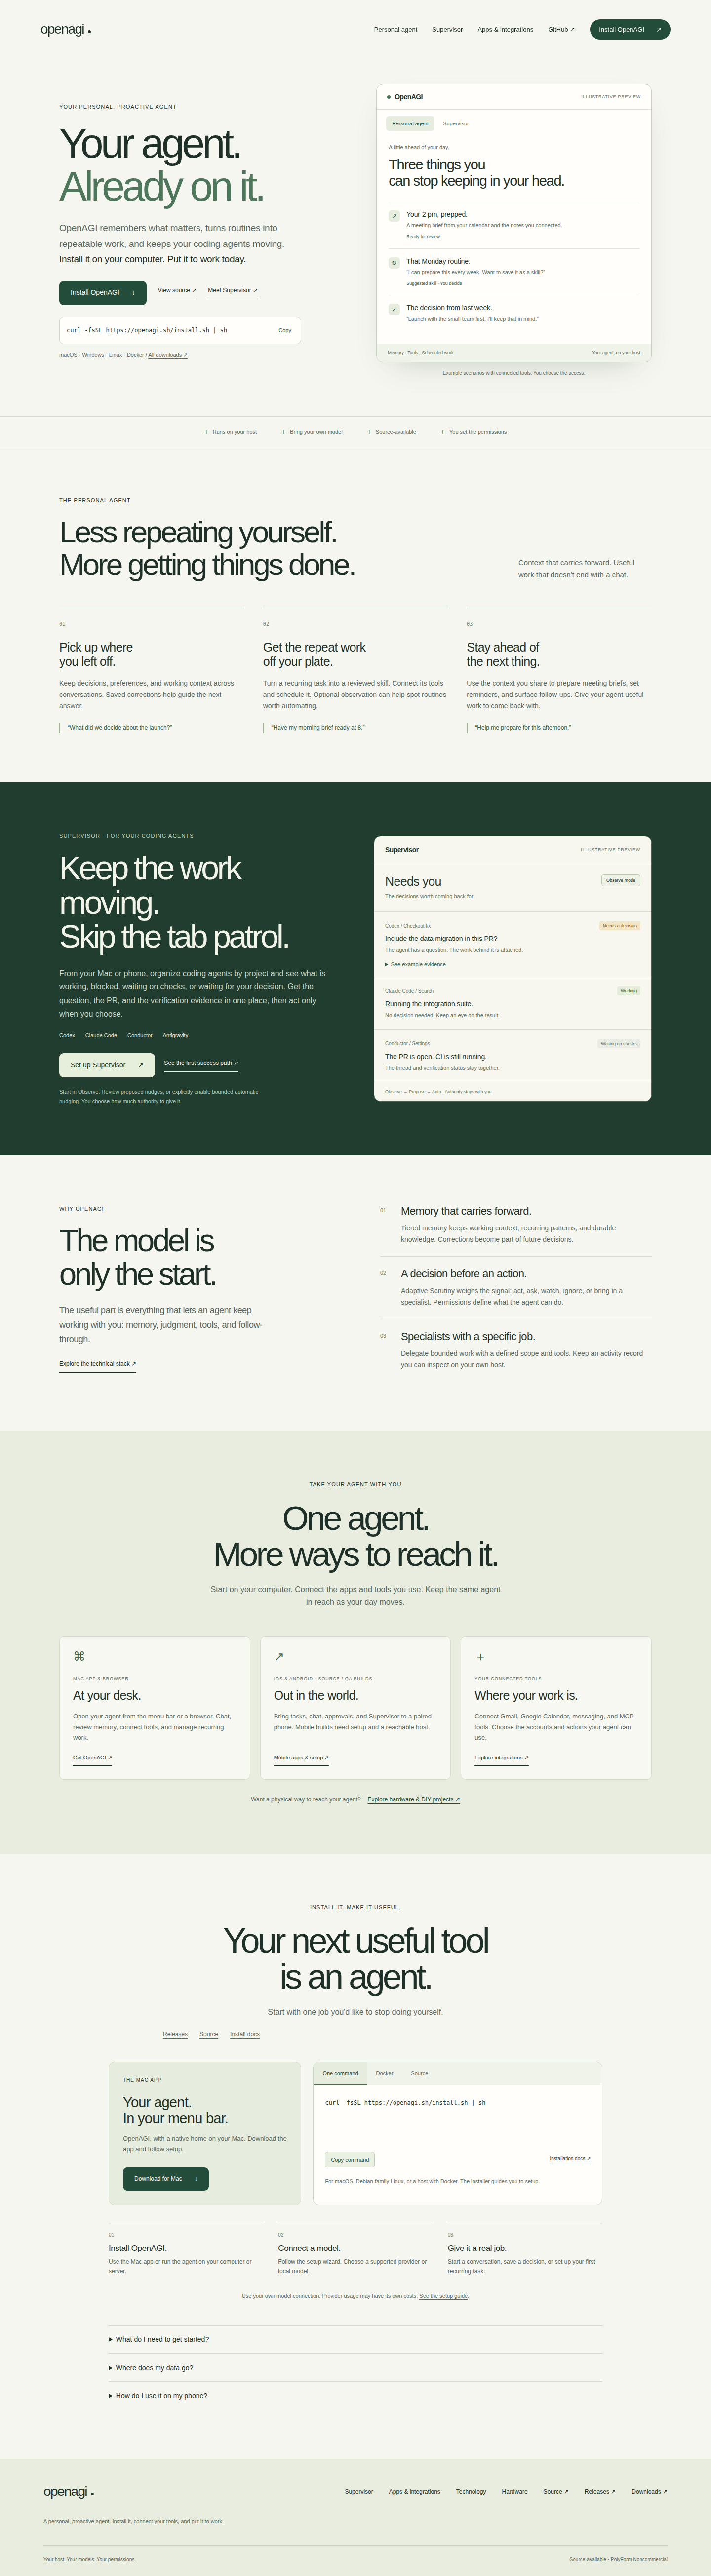 openagi .
Personal agent Supervisor Apps & integrations GitHub ↗ Install OpenAGI ↗
YOUR PERSONAL, PROACTIVE AGENT
Your agent.
Already on it.
OpenAGI remembers what matters, turns routines into
repeatable work, and keeps your coding agents moving.
Install it on your computer. Put it to work today.
Install OpenAGI ↓ View source ↗ Meet Supervisor ↗
curl -fsSL https://openagi.sh/install.sh | sh Copy
macOS · Windows · Linux · Docker / All downloads ↗
OpenAGI ILLUSTRATIVE PREVIEW
Personal agent Supervisor
A little ahead of your day.
Three things you
can stop keeping in your head.
↗ Your 2 pm, prepped.
A meeting brief from your calendar and the notes you connected.
Ready for review
↻ That Monday routine.
"I can prepare this every week. Want to save it as a skill?"
Suggested skill · You decide
✓ The decision from last week.
"Launch with the small team first. I'll keep that in mind."
Memory · Tools · Scheduled work Your agent, on your host
Example scenarios with connected tools. You choose the access.
+ Runs on your host + Bring your own model + Source-available + You set the permissions
THE PERSONAL AGENT
Less repeating yourself.
More getting things done.
Context that carries forward. Useful
work that doesn't end with a chat.
01
Pick up where
you left off.
Keep decisions, preferences, and working context across
conversations. Saved corrections help guide the next
answer.
"What did we decide about the launch?"
02
Get the repeat work
off your plate.
Turn a recurring task into a reviewed skill. Connect its tools
and schedule it. Optional observation can help spot routines
worth automating.
"Have my morning brief ready at 8."
03
Stay ahead of
the next thing.
Use the context you share to prepare meeting briefs, set
reminders, and surface follow-ups. Give your agent useful
work to come back with.
"Help me prepare for this afternoon."
SUPERVISOR · FOR YOUR CODING AGENTS
Keep the work
moving.
Skip the tab patrol.
From your Mac or phone, organize coding agents by project and see what is
working, blocked, waiting on checks, or waiting for your decision. Get the
question, the PR, and the verification evidence in one place, then act only
when you choose.
Codex Claude Code Conductor Antigravity
Set up Supervisor ↗ See the first success path ↗
Start in Observe. Review proposed nudges, or explicitly enable bounded automatic
nudging. You choose how much authority to give it.
Supervisor ILLUSTRATIVE PREVIEW
Needs you Observe mode
The decisions worth coming back for.
Codex / Checkout fix Needs a decision
Include the data migration in this PR?
The agent has a question. The work behind it is attached.
▶ See example evidence
Claude Code / Search Working
Running the integration suite.
No decision needed. Keep an eye on the result.
Conductor / Settings Waiting on checks
The PR is open. CI is still running.
The thread and verification status stay together.
Observe → Propose → Auto · Authority stays with you
WHY OPENAGI
The model is
only the start.
The useful part is everything that lets an agent keep
working with you: memory, judgment, tools, and follow-
through.
Explore the technical stack ↗
01 Memory that carries forward.
Tiered memory keeps working context, recurring patterns, and durable
knowledge. Corrections become part of future decisions.
02 A decision before an action.
Adaptive Scrutiny weighs the signal: act, ask, watch, ignore, or bring in a
specialist. Permissions define what the agent can do.
03 Specialists with a specific job.
Delegate bounded work with a defined scope and tools. Keep an activity record
you can inspect on your own host.
TAKE YOUR AGENT WITH YOU
One agent.
More ways to reach it.
Start on your computer. Connect the apps and tools you use. Keep the same agent
in reach as your day moves.
⌘
MAC APP & BROWSER
At your desk.
Open your agent from the menu bar or a browser. Chat,
review memory, connect tools, and manage recurring
work.
Get OpenAGI ↗
↗
IOS & ANDROID · SOURCE / QA BUILDS
Out in the world.
Bring tasks, chat, approvals, and Supervisor to a paired
phone. Mobile builds need setup and a reachable host.
Mobile apps & setup ↗
+
YOUR CONNECTED TOOLS
Where your work is.
Connect Gmail, Google Calendar, messaging, and MCP
tools. Choose the accounts and actions your agent can
use.
Explore integrations ↗
Want a physical way to reach your agent? Explore hardware & DIY projects ↗
INSTALL IT. MAKE IT USEFUL.
Your next useful tool
is an agent.
Start with one job you'd like to stop doing yourself.
Releases Source Install docs
THE MAC APP
Your agent.
In your menu bar.
OpenAGI, with a native home on your Mac. Download the
app and follow setup.
Download for Mac ↓
One command Docker Source
curl -fsSL https://openagi.sh/install.sh | sh
Copy command Installation docs ↗
For macOS, Debian-family Linux, or a host with Docker. The installer guides you to setup.
01
Install OpenAGI.
Use the Mac app or run the agent on your computer or
server.
02
Connect a model.
Follow the setup wizard. Choose a supported provider or
local model.
03
Give it a real job.
Start a conversation, save a decision, or set up your first
recurring task.
Use your own model connection. Provider usage may have its own costs. See the setup guide
▶ What do I need to get started?
▶ Where does my data go?
▶ How do I use it on my phone?
openagi .
Supervisor Apps & integrations Technology Hardware Source ↗ Releases ↗ Downloads ↗
A personal, proactive agent. Install it, connect your tools, and put it to work.
Your host. Your models. Your permissions. Source-available · PolyForm Noncommercial